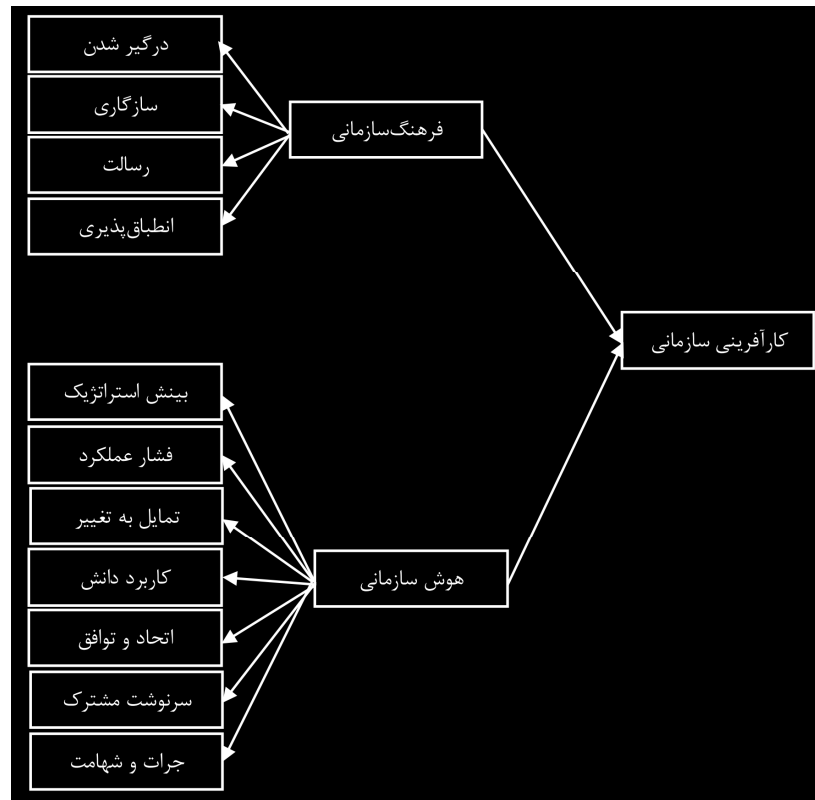 درگیر شدن
سازگاری
رسالت
انطباق‌پذیری
فرهنگ‌سازمانی
کارآفرینی سازمانی
بینش استراتژیک
فشار عملکرد
تمایل به تغییر
کاربرد دانش
اتحاد و توافق
سرنوشت مشترک
جرات و شهامت
هوش سازمانی